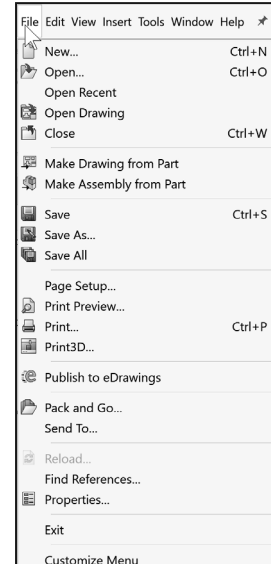 File Edit View Insert Tools Window Help
New... Ctrl+N
Open... Ctrl+O
Open Recent
Open Drawing
Close Ctrl+W
Make Drawing from Part
Make Assembly from Part
Save Ctrl+S
Save As...
Save All
Page Setup...
Print Preview...
Print... Ctrl+P
Print3D...
Publish to eDrawings
Pack and Go...
Send To...
Reload...
Find References...
Properties...
Exit
Customize Menu